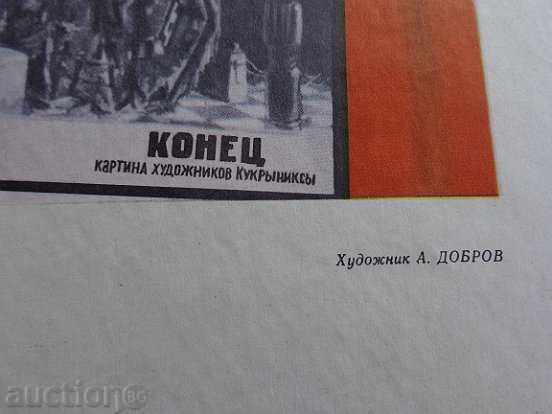 КОНЕЦ
КАРТИНА ХУДОЖНИКОВ КУКРЫНИКСЫ
Художник А. ДОБРОВ
auction.bg